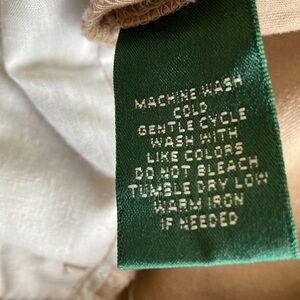 MACHINE WASH
COLD
GENTLE CYCLE
WASH WITH
LIKE COLORS
DO NOT BLEACH
TUMBLE DRY LOW
WARM IRON
IF NEEDED